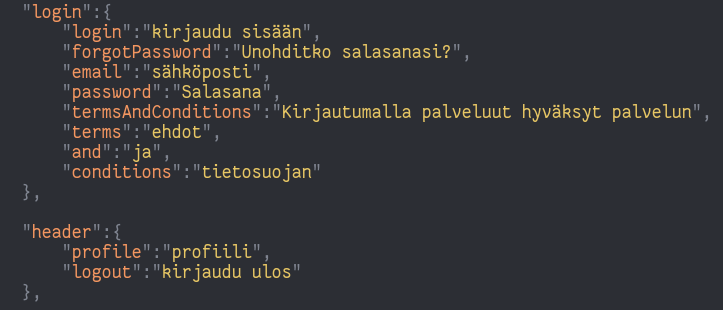 "login":{
"login":"kirjaudu sisään",
"forgotPassword":"Unohditko salasanasi?",
"email":"sähköposti",
"password":"Salasana",
"termsAndConditions":"Kirjautumalla palveluut hyväksyt palvelun",
"terms":"ehdot",
"and":"ja",
"conditions":"tietosuojan"
},
"header":{
"profile":"profiili",
"logout":"kirjaudu ulos"
},